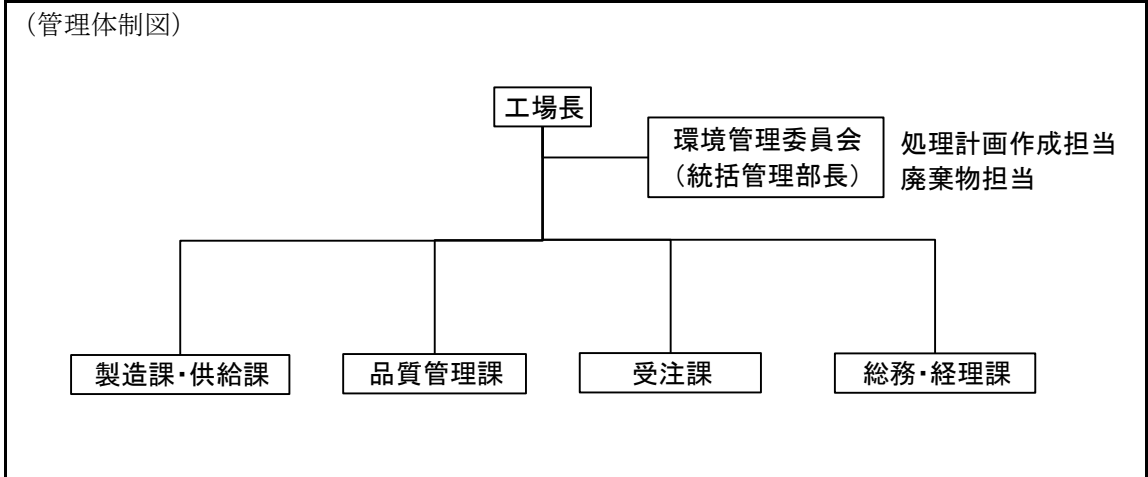 （管理体制図）
工場長
環境管理委員会
（統括管理部長）
処理計画作成担当
廃棄物担当
製造課・供給課
品質管理課
受注課
総務・経理課